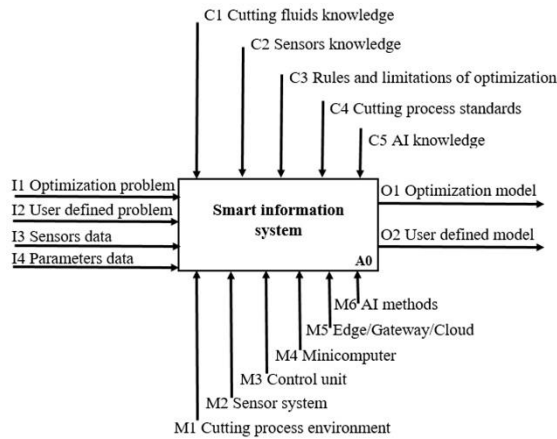 C1 Cutting fluids knowledge
C2 Sensors knowledge
C3 Rules and limitations of optimization
C4 Cutting process standards
C5 AI knowledge
I1 Optimization problem
I2 User defined problem
I3 Sensors data
I4 Parameters data
Smart information
system
A0
O1 Optimization model
O2 User defined model
M6 AI methods
M5 Edge/Gateway/Cloud
M4 Minicomputer
M3 Control unit
M2 Sensor system
M1 Cutting process environment